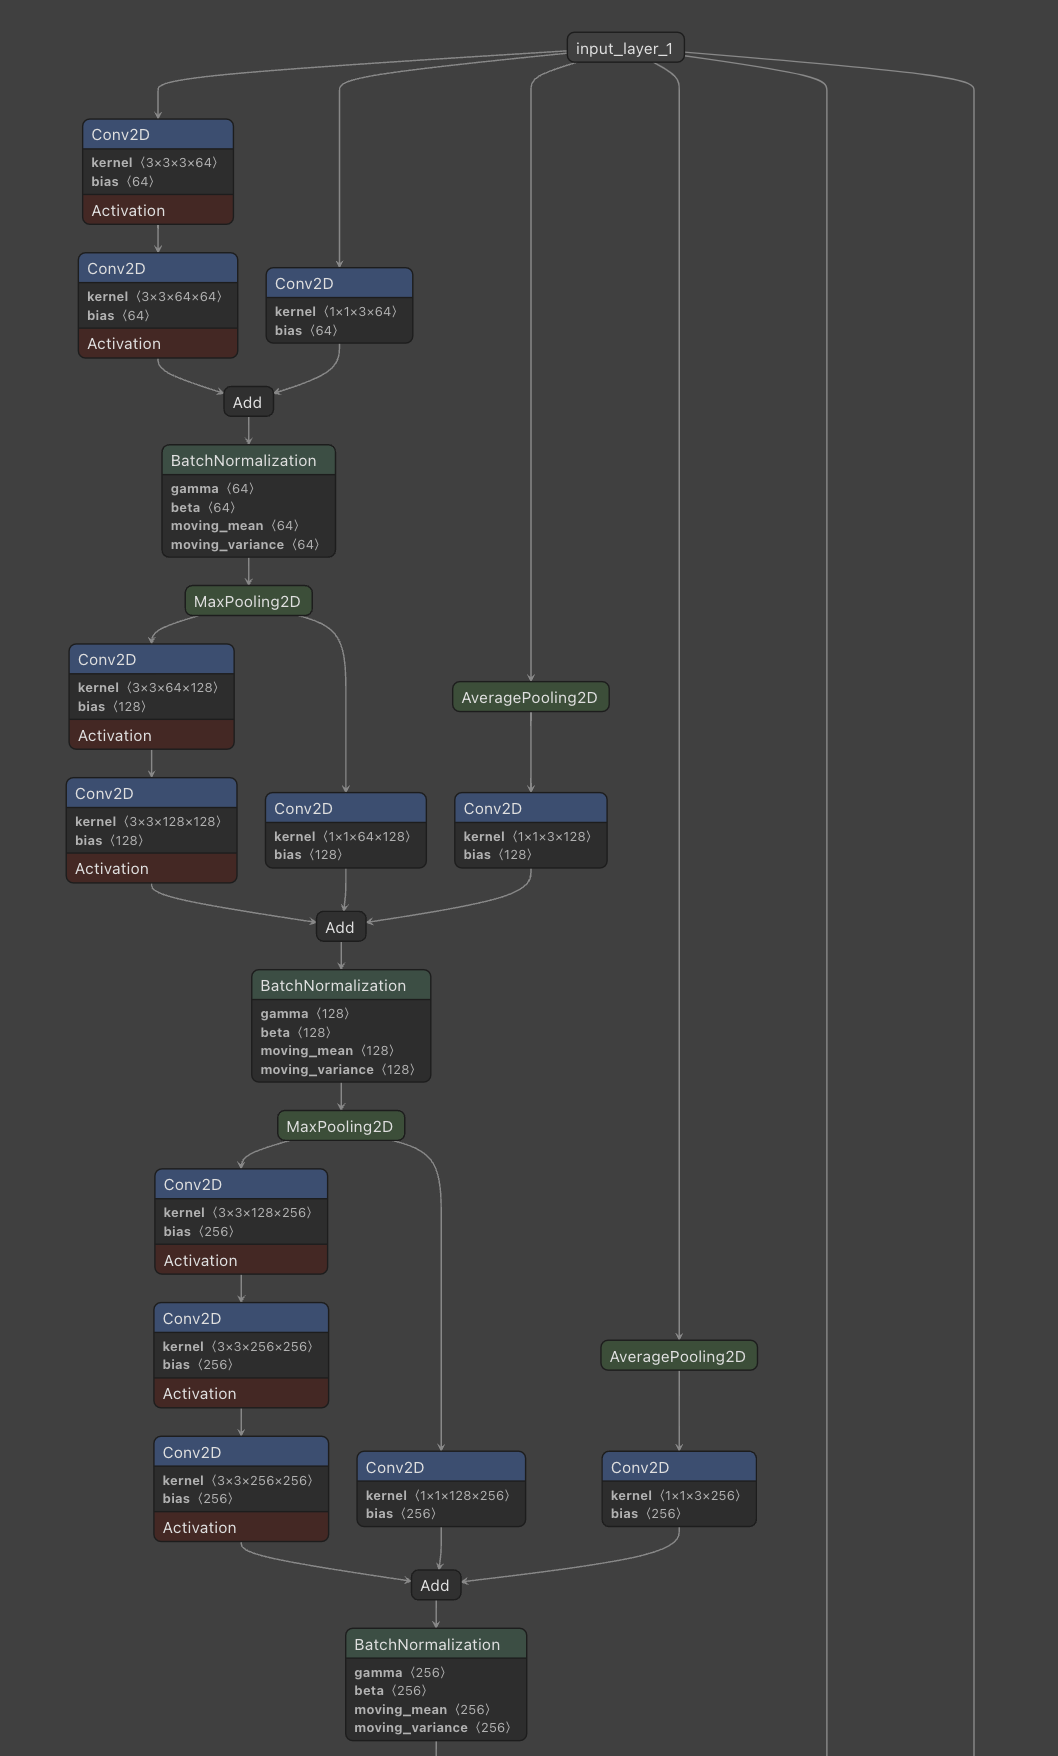 input_layer_1
Conv2D
kernel ⟨3×3×3×64⟩
bias ⟨64⟩
Activation
Conv2D
kernel ⟨3×3×64×64⟩
bias ⟨64⟩
Activation
Conv2D
kernel ⟨1×1×3×64⟩
bias ⟨64⟩
Add
BatchNormalization
gamma ⟨64⟩
beta ⟨64⟩
moving_mean ⟨64⟩
moving_variance ⟨64⟩
MaxPooling2D
Conv2D
kernel ⟨3×3×64×128⟩
bias ⟨128⟩
Activation
AveragePooling2D
Conv2D
kernel ⟨3×3×128×128⟩
bias ⟨128⟩
Activation
Conv2D
kernel ⟨1×1×64×128⟩
bias ⟨128⟩
Conv2D
kernel ⟨1×1×3×128⟩
bias ⟨128⟩
Add
BatchNormalization
gamma ⟨128⟩
beta ⟨128⟩
moving_mean ⟨128⟩
moving_variance ⟨128⟩
MaxPooling2D
Conv2D
kernel ⟨3×3×128×256⟩
bias ⟨256⟩
Activation
Conv2D
kernel ⟨3×3×256×256⟩
bias ⟨256⟩
Activation
AveragePooling2D
Conv2D
kernel ⟨3×3×256×256⟩
bias ⟨256⟩
Activation
Conv2D
kernel ⟨1×1×128×256⟩
bias ⟨256⟩
Conv2D
kernel ⟨1×1×3×256⟩
bias ⟨256⟩
Add
BatchNormalization
gamma ⟨256⟩
beta ⟨256⟩
moving_mean ⟨256⟩
moving_variance ⟨256⟩